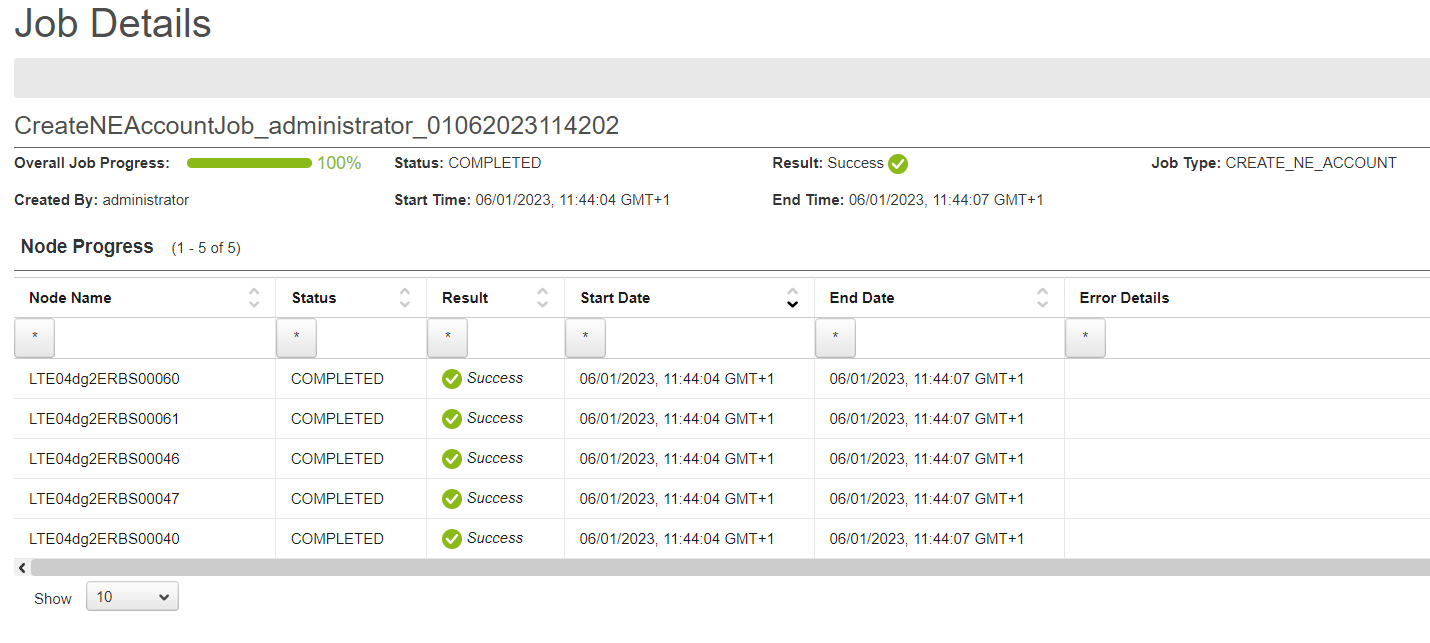 Job Details
CreateNEAccountJob_administrator_01062023114202
Overall Job Progress: 100% Status: COMPLETED Result: Success Job Type: CREATE_NE_ACCOUNT
Created By: administrator Start Time: 06/01/2023, 11:44:04 GMT+1 End Time: 06/01/2023, 11:44:07 GMT+1
Node Progress (1 - 5 of 5)
Node Name Status Result Start Date End Date Error Details
* * * * * *
LTE04dg2ERBS00060 COMPLETED Success 06/01/2023, 11:44:04 GMT+1 06/01/2023, 11:44:07 GMT+1
LTE04dg2ERBS00061 COMPLETED Success 06/01/2023, 11:44:04 GMT+1 06/01/2023, 11:44:07 GMT+1
LTE04dg2ERBS00046 COMPLETED Success 06/01/2023, 11:44:04 GMT+1 06/01/2023, 11:44:07 GMT+1
LTE04dg2ERBS00047 COMPLETED Success 06/01/2023, 11:44:04 GMT+1 06/01/2023, 11:44:07 GMT+1
LTE04dg2ERBS00040 COMPLETED Success 06/01/2023, 11:44:04 GMT+1 06/01/2023, 11:44:07 GMT+1
Show 10